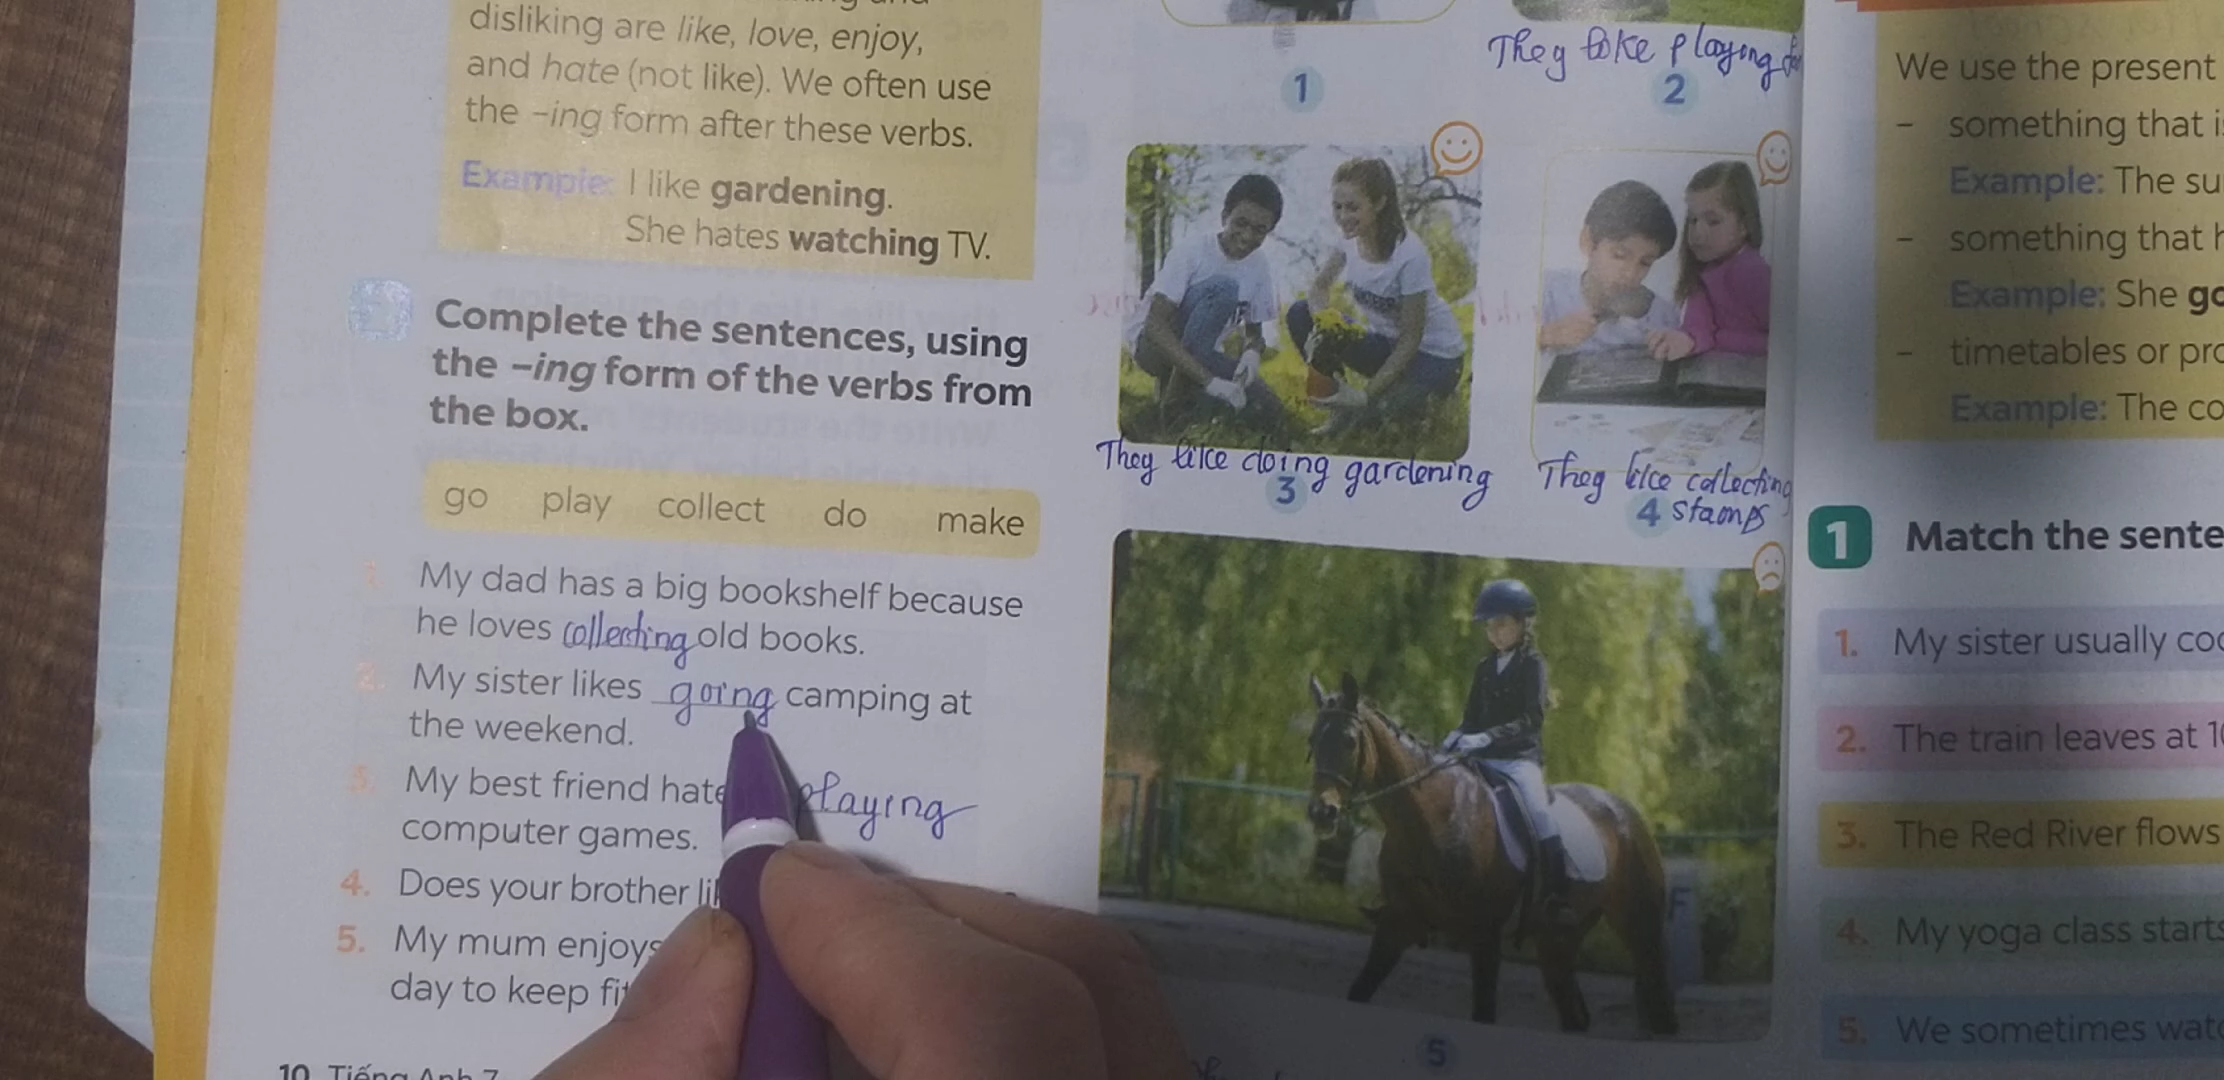 disliking are like, love, enjoy,
and hate (not like). We often use
the -ing form after these verbs.
Example: I like gardening.
She hates watching TV.
Complete the sentences, using
the -ing form of the verbs from
the box.
go play collect do make
1. My dad has a big bookshelf because
he loves collecting old books.
2. My sister likes going camping at
the weekend.
3. My best friend hate playing
computer games.
4. Does your brother li
5. My mum enjoys
day to keep fit
10 Tiếng Anh 7
They like playing
1
2
They like doing gardening
3
They like collecting
4 stamps
5
We use the present
- something that is
Example: The su
- something that h
Example: She go
- timetables or pro
Example: The co
1 Match the sente
1. My sister usually coo
2. The train leaves at 10
3. The Red River flows
4. My yoga class starts
5. We sometimes watc